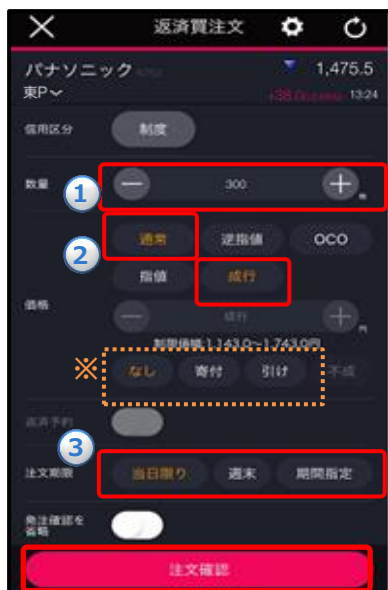 返済買注文
パナソニック
1,475.5
東P
13:24
信用区分 制度
数量 300
①
②
通常 逆指値 OCO
指値 成行
価格
成行 円
制限値幅:1,143.0~1,743.0円
※ なし 寄付 引け 不成
返済予約
③
注文期限 当日限り 週末 期間指定
発注確認を
省略
注文確認